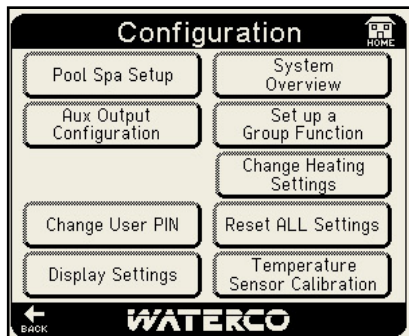 Configuration
HOME
Pool Spa Setup
System
Overview
Aux Output
Configuration
Set up a
Group Function
Change Heating
Settings
Change User PIN
Reset ALL Settings
Display Settings
Temperature
Sensor Calibration
BACK
WATERCO